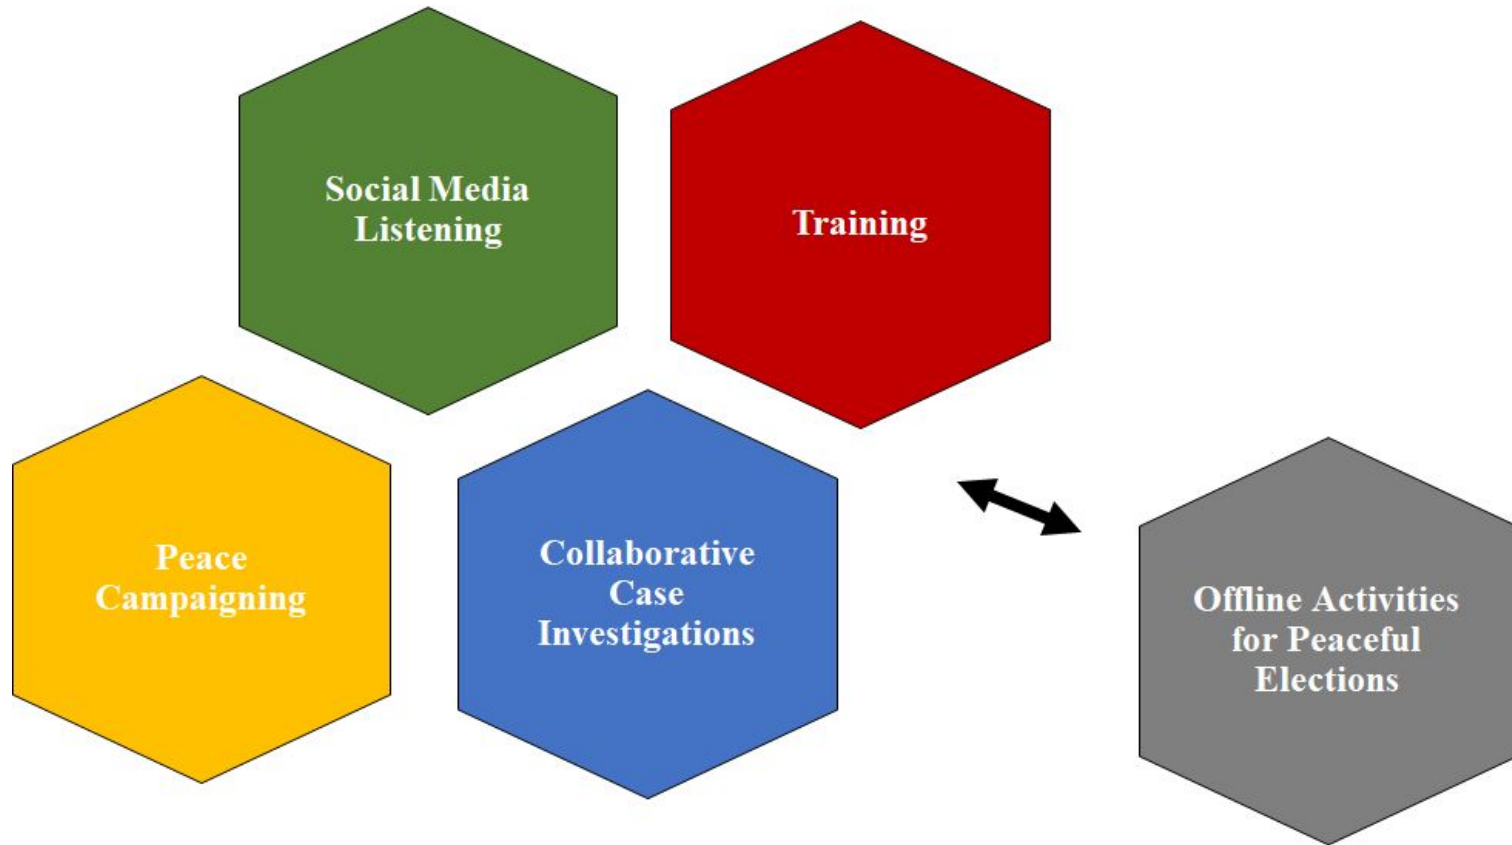 Social Media
Listening
Training
Peace
Campaigning
Collaborative
Case
Investigations
Offline Activities
for Peaceful
Elections